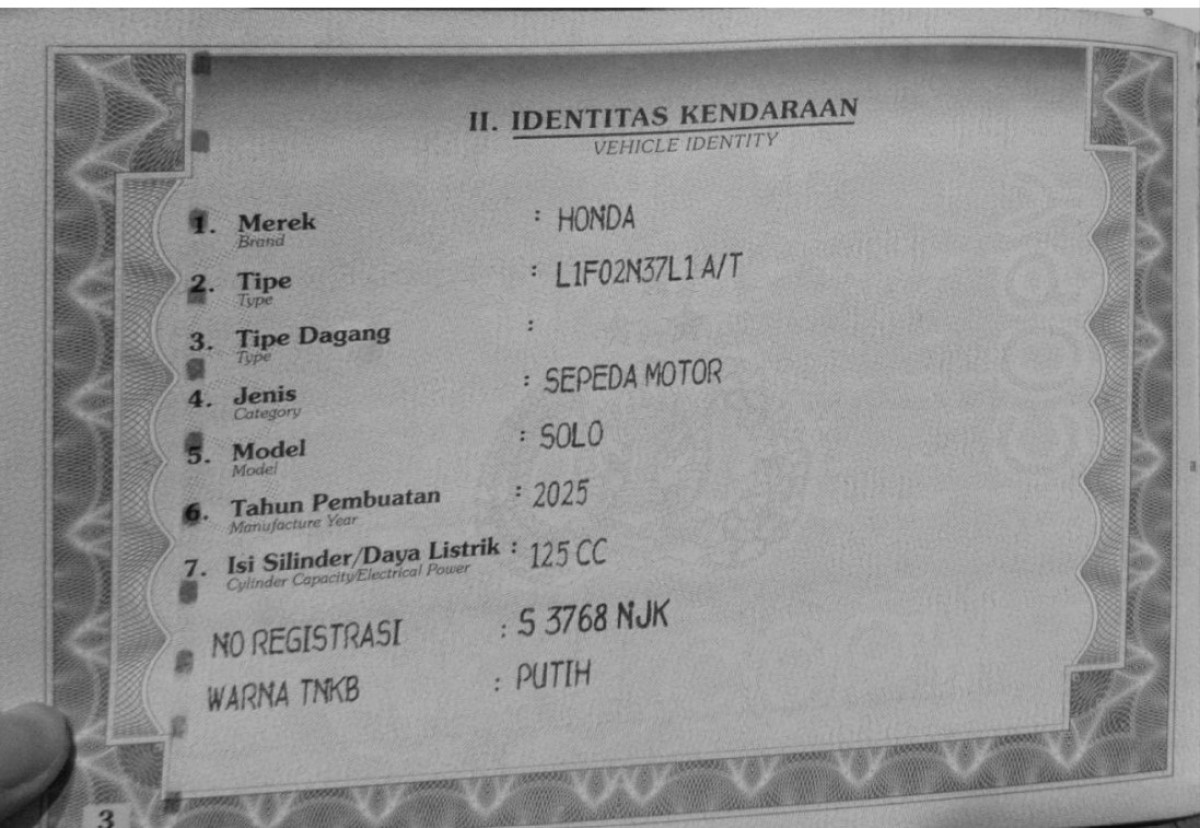 II. IDENTITAS KENDARAAN
VEHICLE IDENTITY
1. Merek : HONDA
Brand
2. Tipe : L1F02N37L1 A/T
Type
3. Tipe Dagang :
Type
4. Jenis : SEPEDA MOTOR
Category
5. Model : SOLO
Model
6. Tahun Pembuatan : 2025
Manufacture Year
7. Isi Silinder/Daya Listrik : 125 CC
Cylinder Capacity/Electrical Power
NO REGISTRASI : S 3768 NJK
WARNA TNKB : PUTIH
3